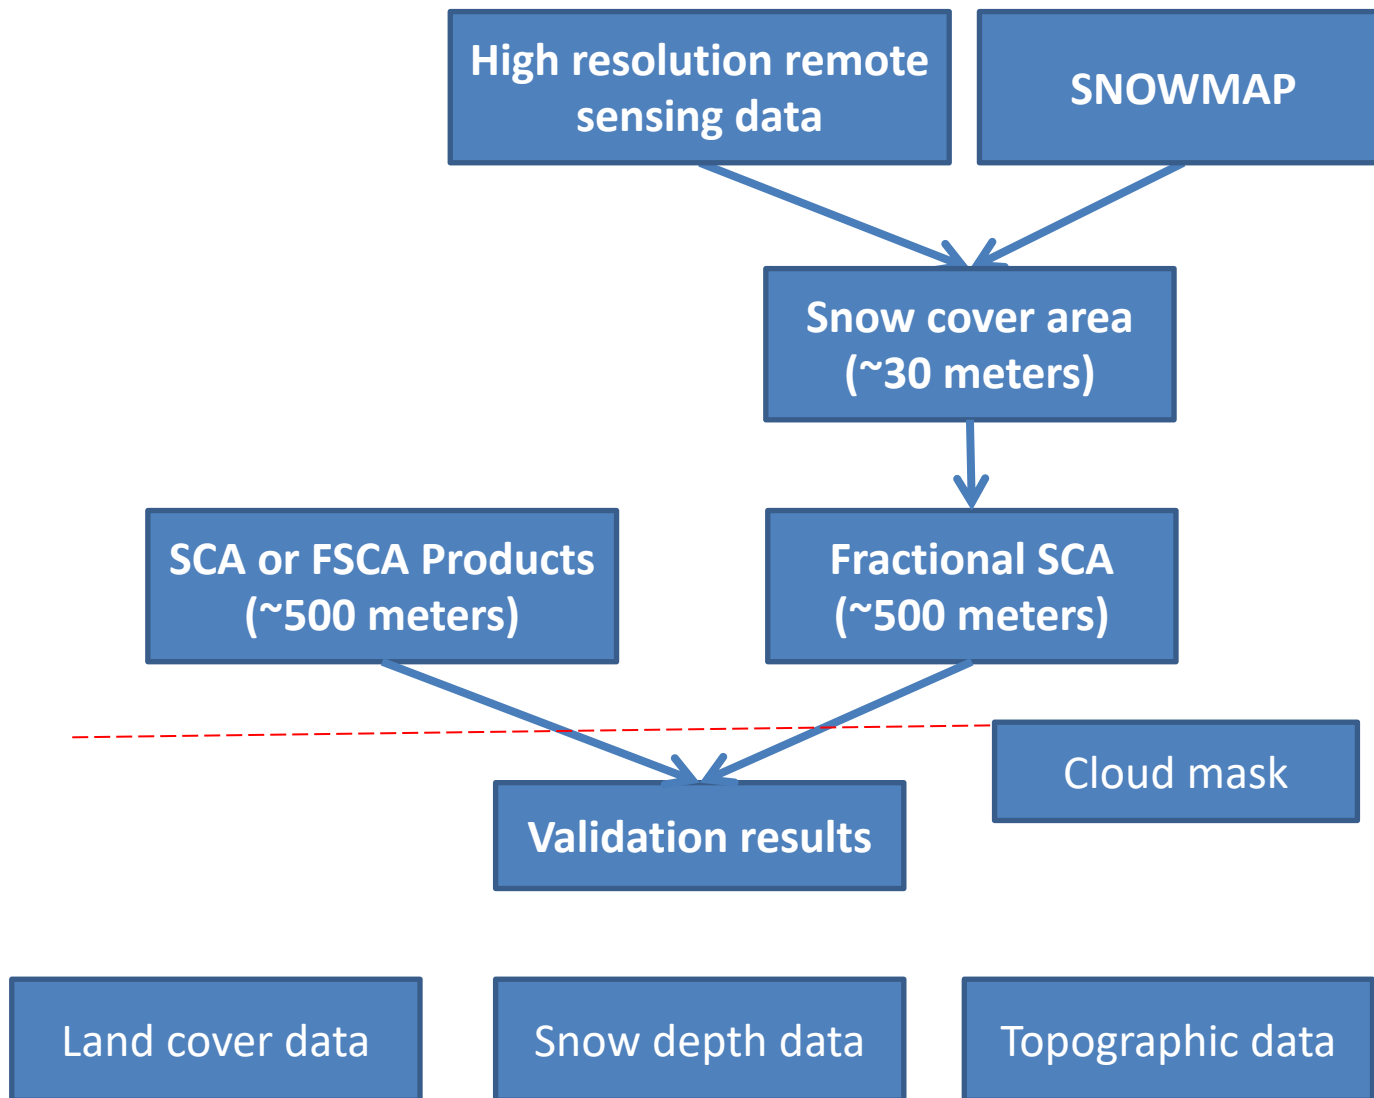 High resolution remote
sensing data
SNOWMAP
Snow cover area
(~30 meters)
SCA or FSCA Products
(~500 meters)
Fractional SCA
(~500 meters)
Cloud mask
Validation results
Land cover data
Snow depth data
Topographic data